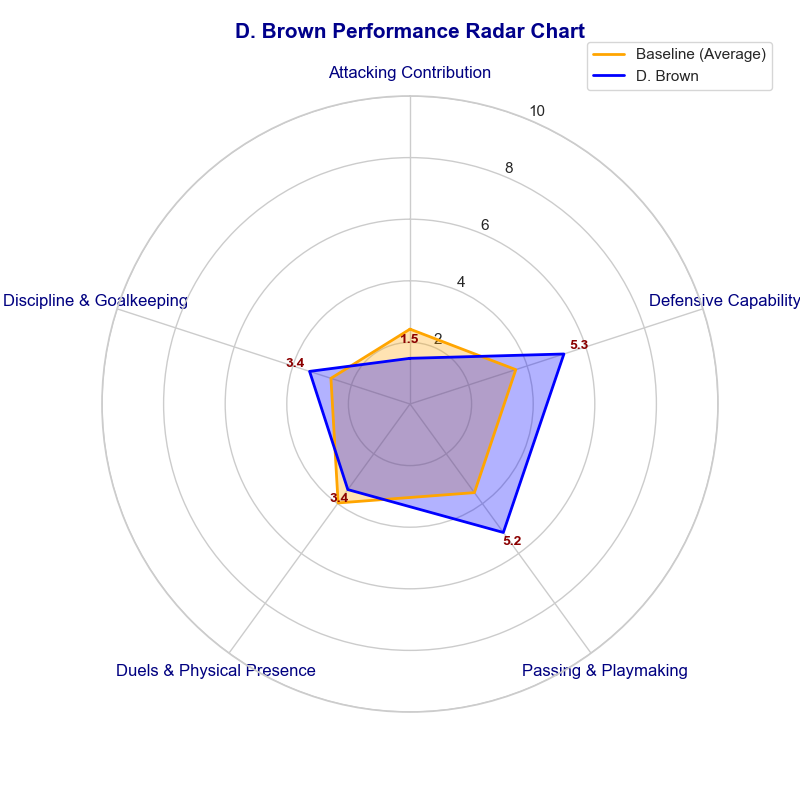 D. Brown Performance Radar Chart
Baseline (Average)
D. Brown
Attacking Contribution
10
8
6
4
2
1.5
Discipline & Goalkeeping
Defensive Capability
5.3
3.4
3.4
5.2
Duels & Physical Presence
Passing & Playmaking